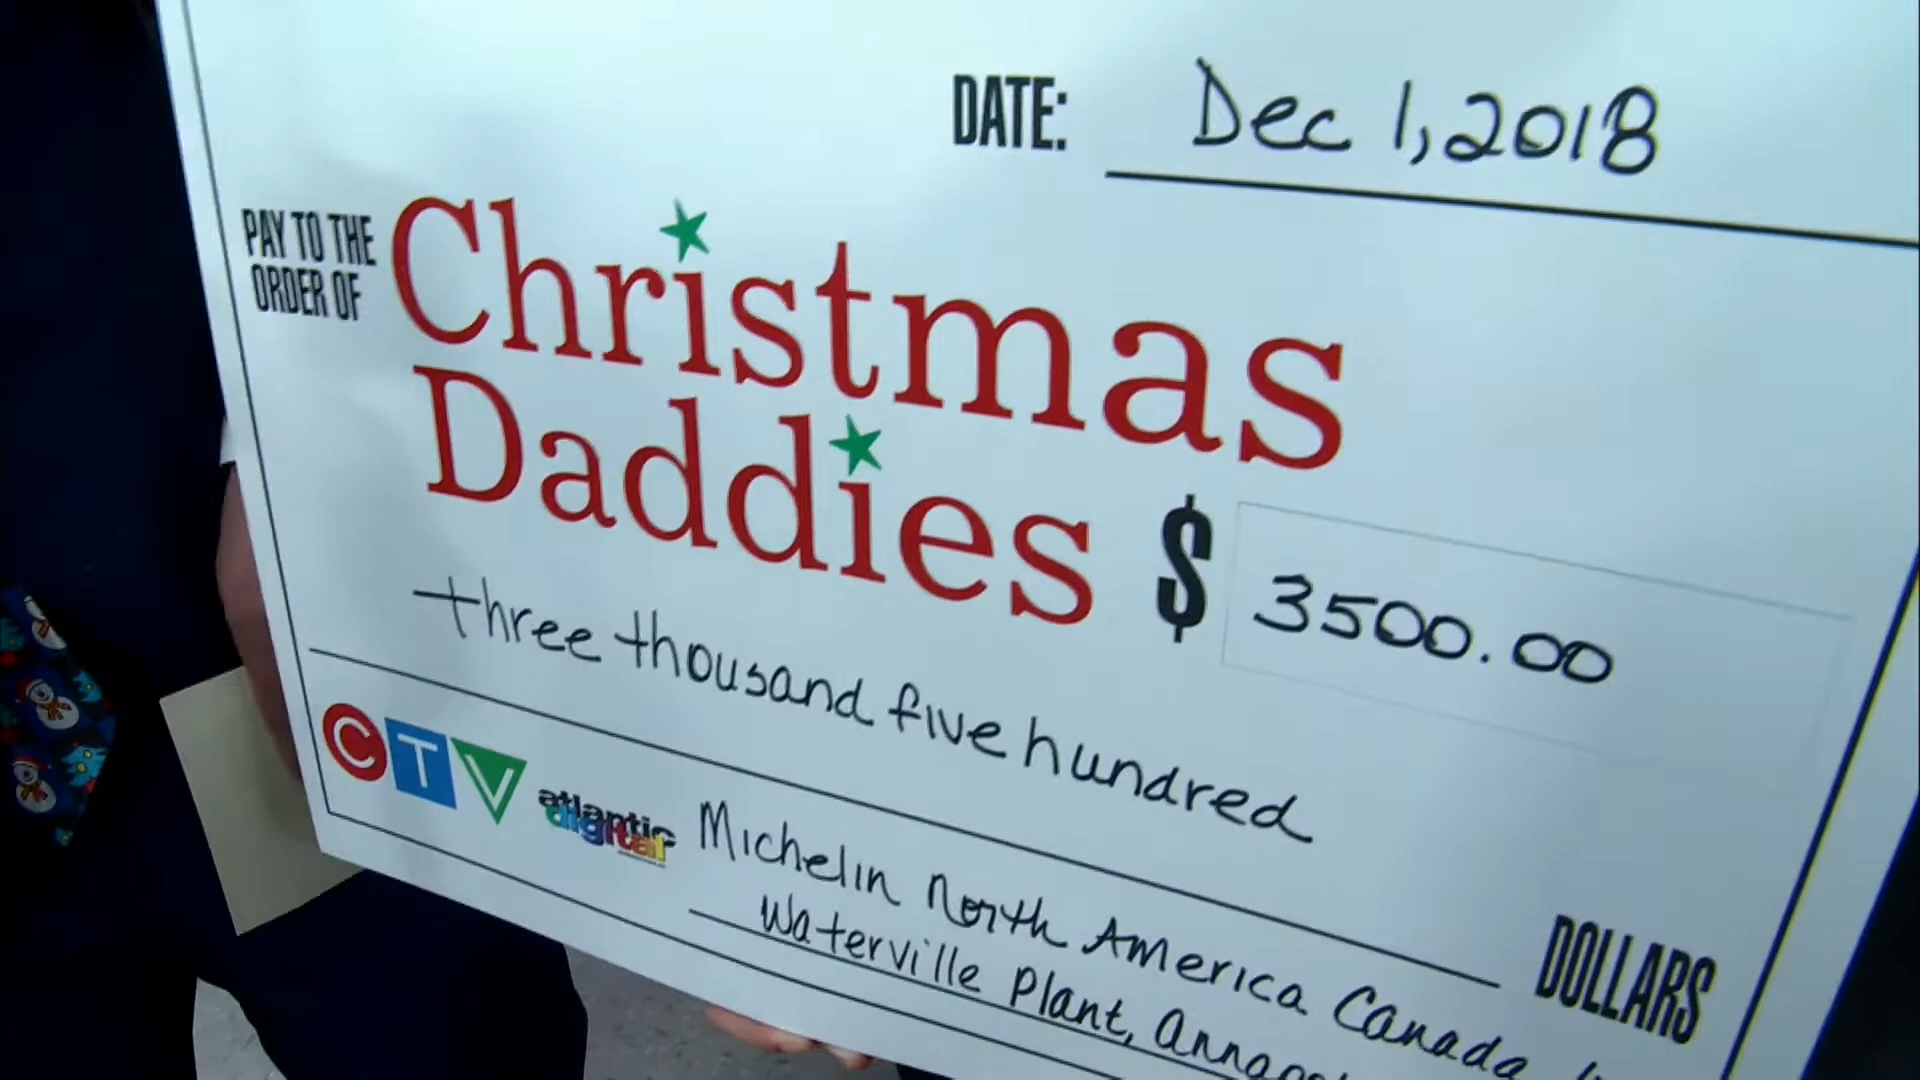 DATE: Dec 1, 2018
PAY TO THE
ORDER OF
Christmas
Daddies
$ 3500.00
three thousand five hundred
DOLLARS
CTV
atlantic
digital
Michelin North America Canada
Waterville Plant,